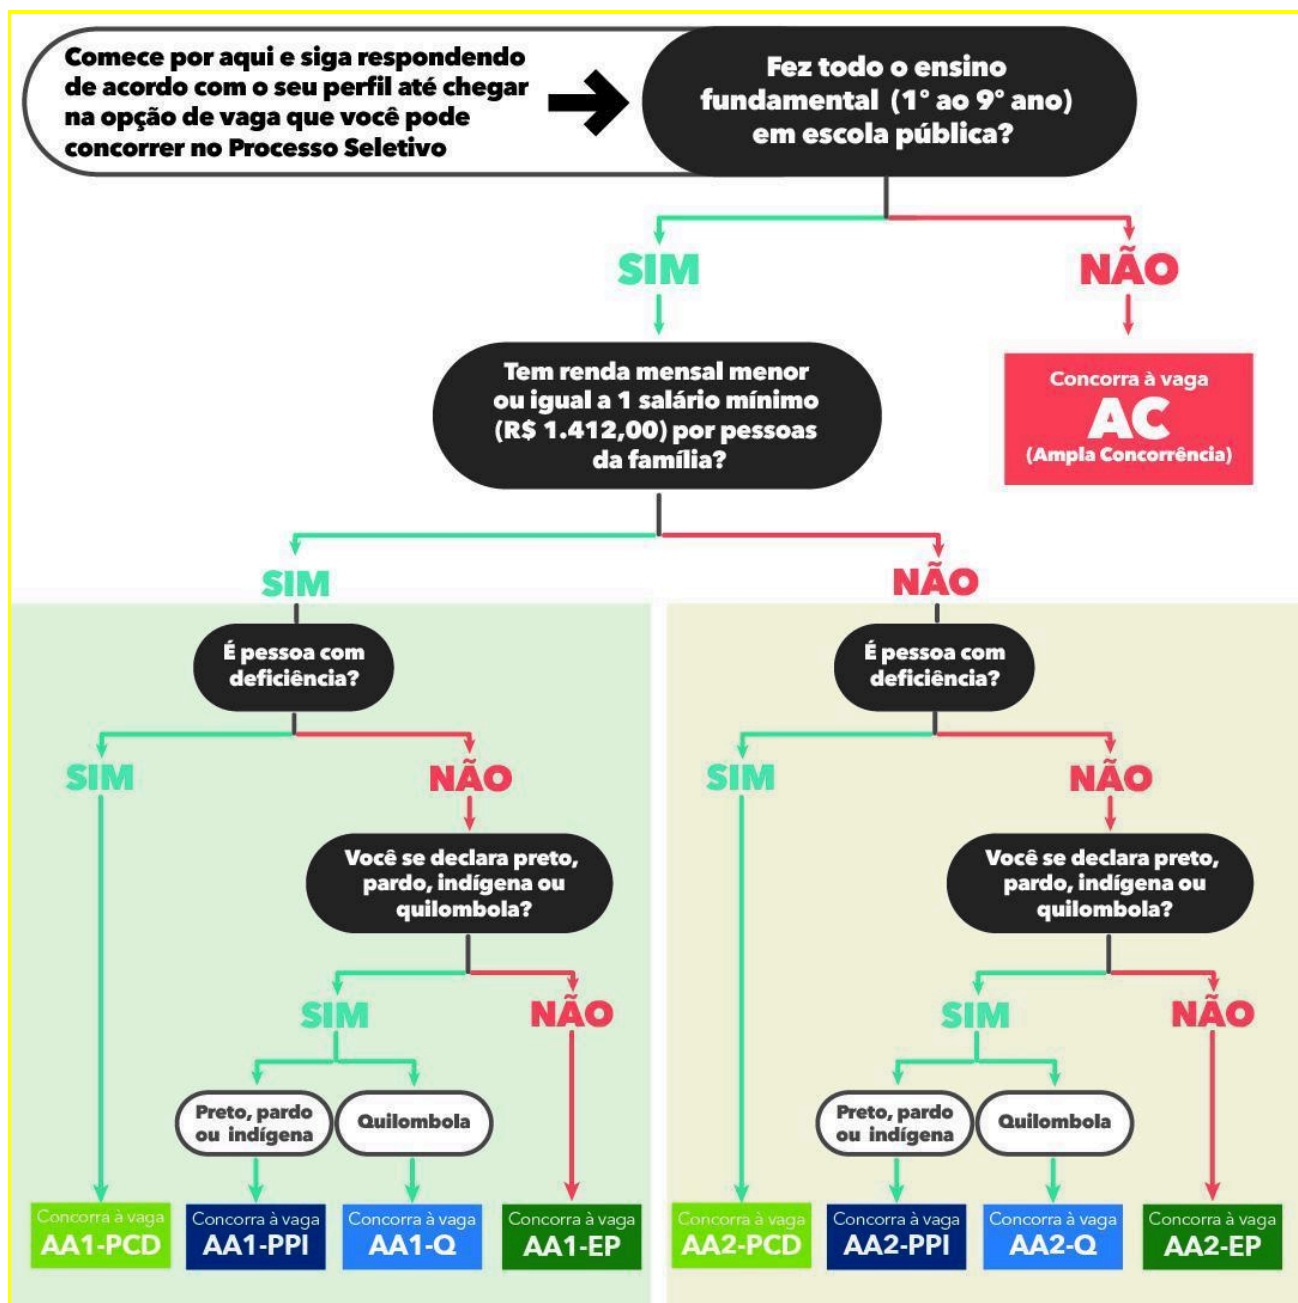 Comece por aqui e siga respondendo
de acordo com o seu perfil até chegar
na opção de vaga que você pode
concorrer no Processo Seletivo
Fez todo o ensino
fundamental (1º ao 9º ano)
em escola pública?
SIM
NÃO
Tem renda mensal menor
ou igual a 1 salário mínimo
(R$ 1.412,00) por pessoas
da família?
Concorra à vaga
AC
(Ampla Concorrência)
SIM
NÃO
É pessoa com
deficiência?
É pessoa com
deficiência?
SIM
NÃO
SIM
NÃO
Você se declara preto,
pardo, indígena ou
quilombola?
Você se declara preto,
pardo, indígena ou
quilombola?
SIM
NÃO
SIM
NÃO
Preto, pardo
ou indígena
Quilombola
Preto, pardo
ou indígena
Quilombola
Concorra à vaga
AA1-PCD
Concorra à vaga
AA1-PPI
Concorra à vaga
AA1-Q
Concorra à vaga
AA1-EP
Concorra à vaga
AA2-PCD
Concorra à vaga
AA2-PPI
Concorra à vaga
AA2-Q
Concorra à vaga
AA2-EP